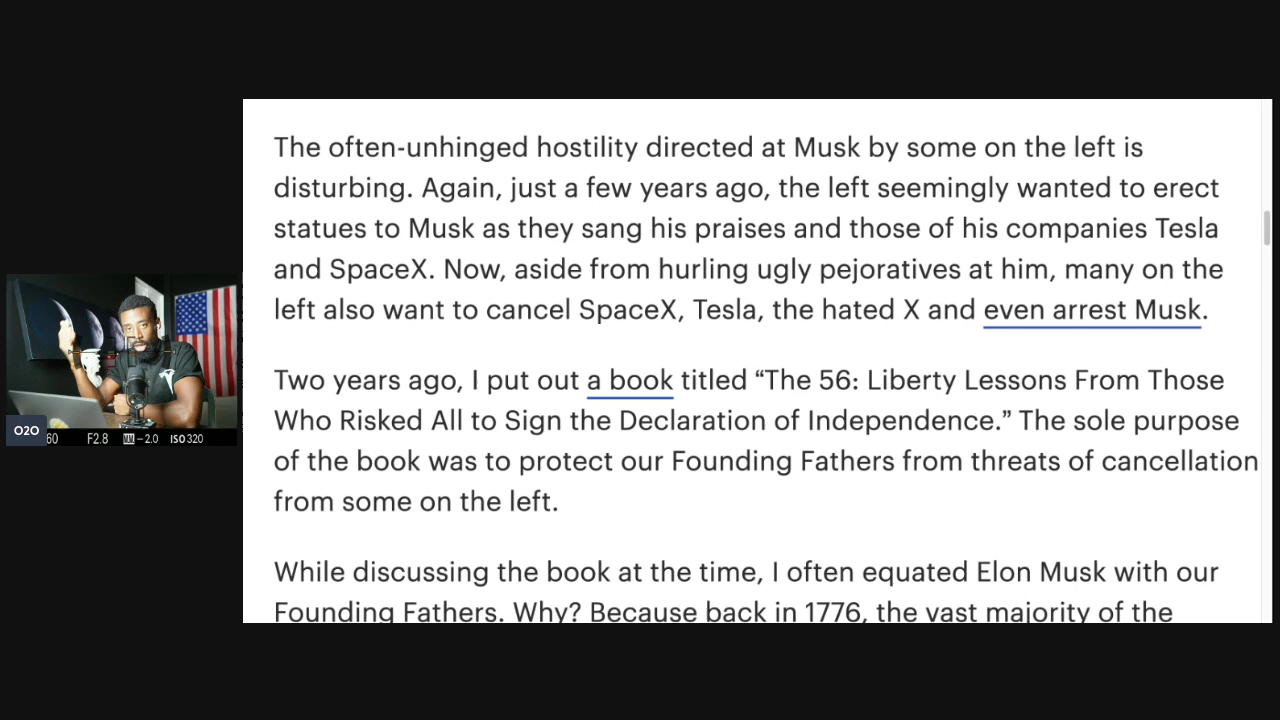 The often-unhinged hostility directed at Musk by some on the left is
disturbing. Again, just a few years ago, the left seemingly wanted to erect
statues to Musk as they sang his praises and those of his companies Tesla
and SpaceX. Now, aside from hurling ugly pejoratives at him, many on the
left also want to cancel SpaceX, Tesla, the hated X and even arrest Musk.
Two years ago, I put out a book titled “The 56: Liberty Lessons From Those
Who Risked All to Sign the Declaration of Independence.” The sole purpose
of the book was to protect our Founding Fathers from threats of cancellation
from some on the left.
While discussing the book at the time, I often equated Elon Musk with our
Founding Fathers. Why? Because back in 1776, the vast majority of the
020
60 F2.8 –2.0 ISO 320